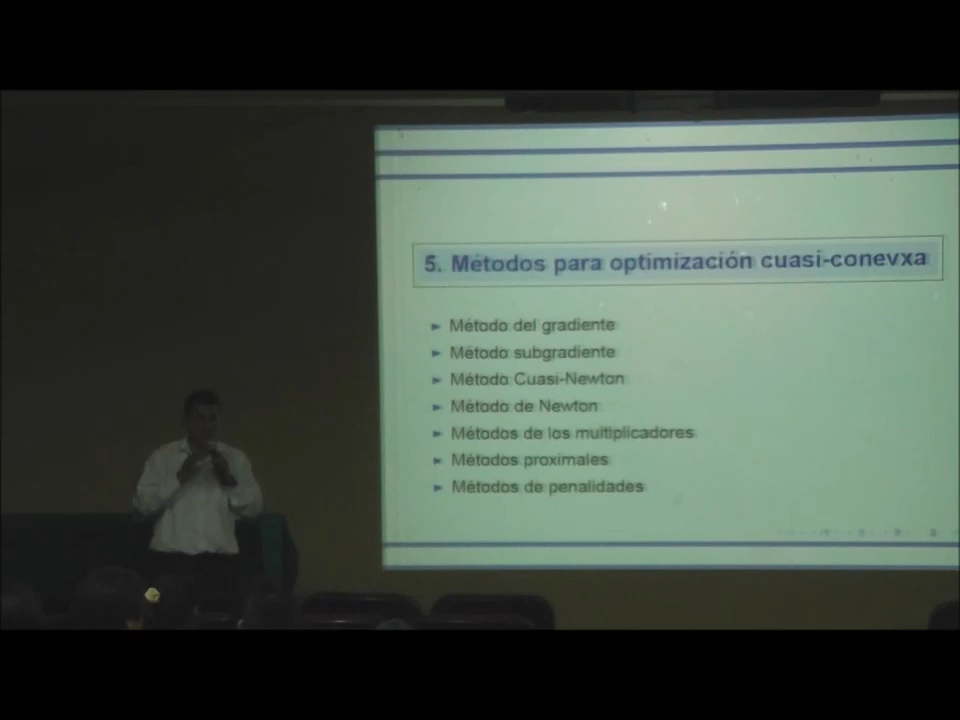 5. Métodos para optimización cuasi-conevxa
Método del gradiente
Método subgradiente
Método Cuasi-Newton
Método de Newton
Métodos de los multiplicadores
Métodos proximales
Métodos de penalidades